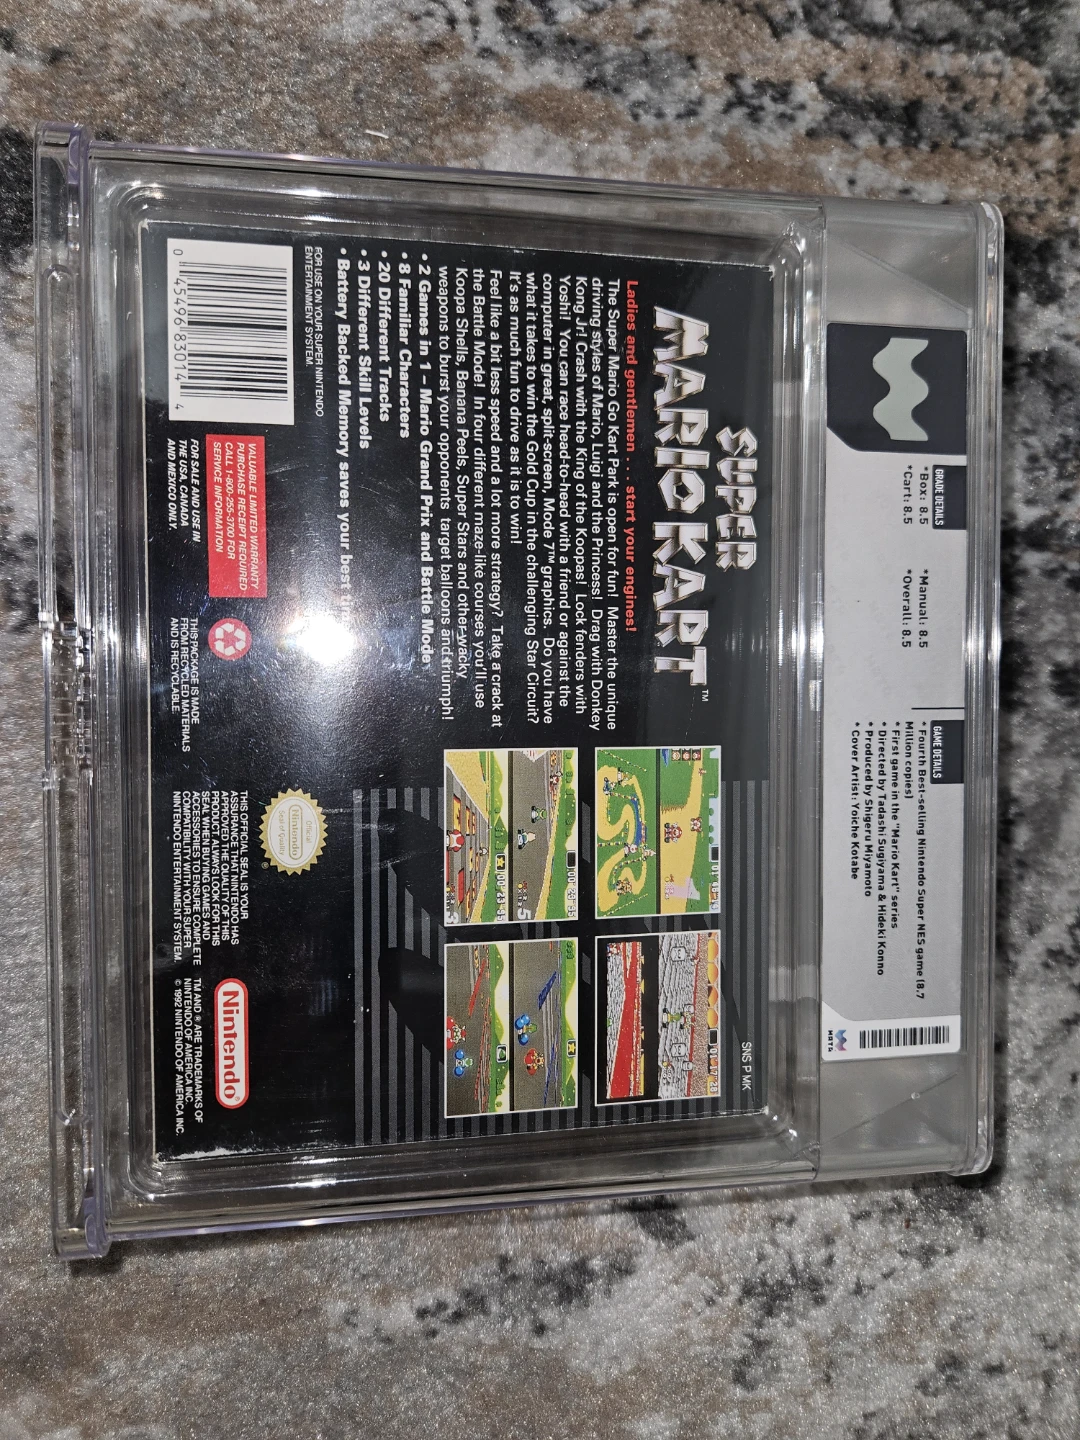 GRADE DETAILS
*Box: 8.5 *Manual: 8.5
*Cart: 8.5 *Overall: 8.5
GAME DETAILS
* Fourth Best-selling Nintendo Super NES game (8.7
Million copies)
* First game in the "Mario Kart" series
* Directed by Tadashi Sugiyama & Hideki Konno
* Produced by Shigeru Miyamoto
* Cover Artist: Yoiche Kotabe
WATA
SNS P MK
SUPER
MARIO KART™
Ladies and gentlemen . . . start your engines!
The Super Mario Go Kart Park is open for fun! Master the unique
driving styles of Mario, Luigi and the Princess! Drag with Donkey
Kong Jr! Crash with the King of the Koopas! Lock fenders with
Yoshi! You can race head-to-head with a friend or against the
computer in great, split-screen, Mode 7™ graphics. Do you have
what it takes to win the Gold Cup in the challenging Star Circuit?
It's as much fun to drive as it is to win!
Feel like a bit less speed and a lot more strategy? Take a crack at
the Battle Mode! In four different maze-like courses you'll use
Koopa Shells, Banana Peels, Super Stars and other wacky
weapons to burst your opponents target balloons and triumph!
• 2 Games in 1 – Mario Grand Prix and Battle Mode
• 8 Familiar Characters
• 20 Different Tracks
• 3 Different Skill Levels
• Battery Backed Memory saves your best
FOR USE ON YOUR SUPER NINTENDO
ENTERTAINMENT SYSTEM.
0 45496 83014 4
VALUABLE LIMITED WARRANTY
PURCHASE RECEIPT REQUIRED
CALL 1-800-255-3700 FOR
SERVICE INFORMATION
FOR SALE AND USE IN
THE USA, CANADA
AND MEXICO ONLY.
THIS PACKAGE IS MADE
FROM RECYCLED MATERIALS
AND IS RECYCLABLE.
Official
Nintendo
Seal of Quality
®
THIS OFFICIAL SEAL IS YOUR
ASSURANCE THAT NINTENDO HAS
APPROVED THE QUALITY OF THIS
PRODUCT. ALWAYS LOOK FOR THIS
SEAL WHEN BUYING GAMES AND
ACCESSORIES TO ENSURE COMPLETE
COMPATIBILITY WITH YOUR SUPER
NINTENDO ENTERTAINMENT SYSTEM.
Nintendo®
TM AND ® ARE TRADEMARKS OF
NINTENDO OF AMERICA INC.
© 1992 NINTENDO OF AMERICA INC.